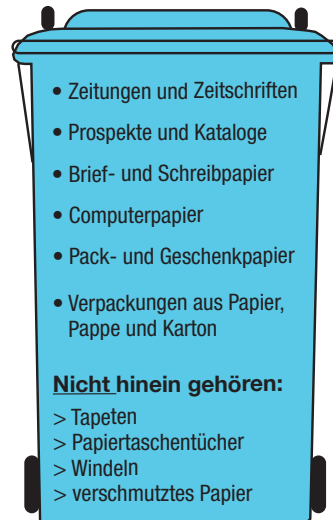 • Zeitungen und Zeitschriften
• Prospekte und Kataloge
• Brief- und Schreibpapier
• Computerpapier
• Pack- und Geschenkpapier
• Verpackungen aus Papier,
Pappe und Karton
Nicht hinein gehören:
> Tapeten
> Papiertaschentücher
> Windeln
> verschmutztes Papier